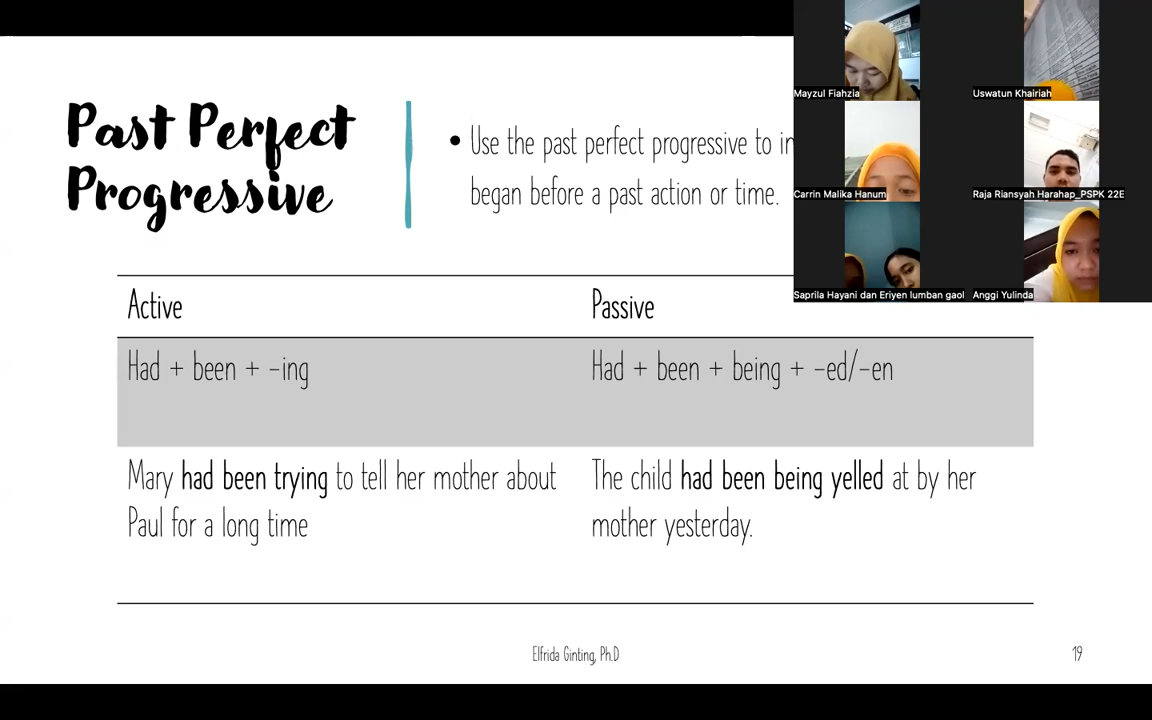 Past Perfect
Progressive
• Use the past perfect progressive to in
began before a past action or time.
Active
Passive
Had + been + -ing
Had + been + being + -ed/-en
Mary had been trying to tell her mother about
Paul for a long time
The child had been being yelled at by her
mother yesterday.
Elfrida Ginting, Ph.D
19
Mayzul Fiahzia
Uswatun Khairiah
Carrin Malika Hanum
Raja Riansyah Harahap_PSPK 22E
Saprila Hayani dan Eriyen lumban gaol
Anggi Yulinda